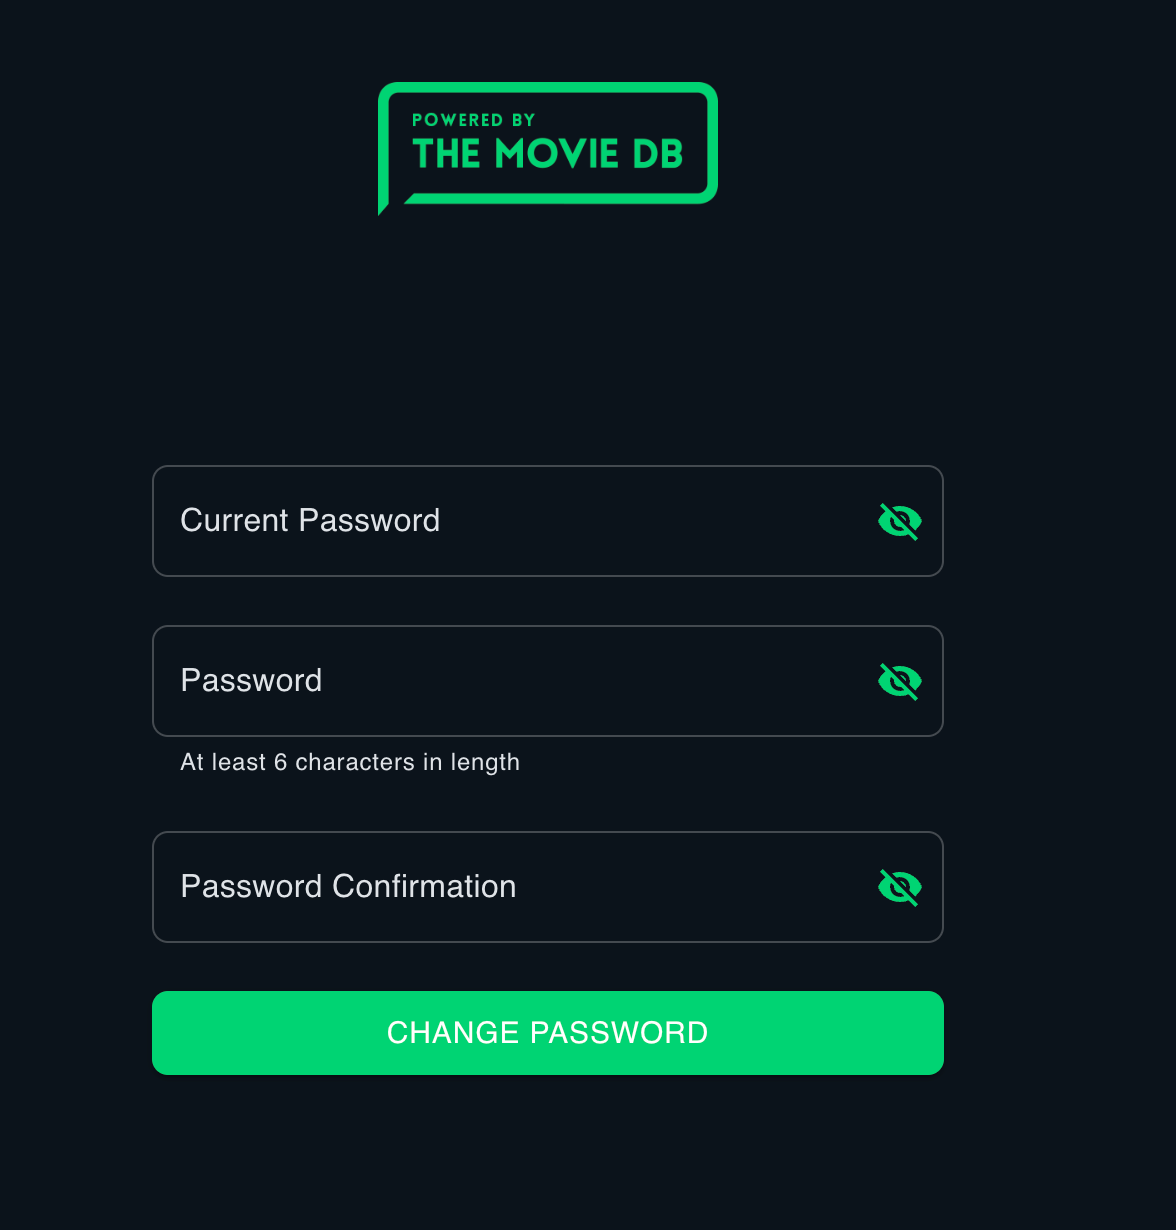 POWERED BY
THE MOVIE DB
Current Password
Password
At least 6 characters in length
Password Confirmation
CHANGE PASSWORD